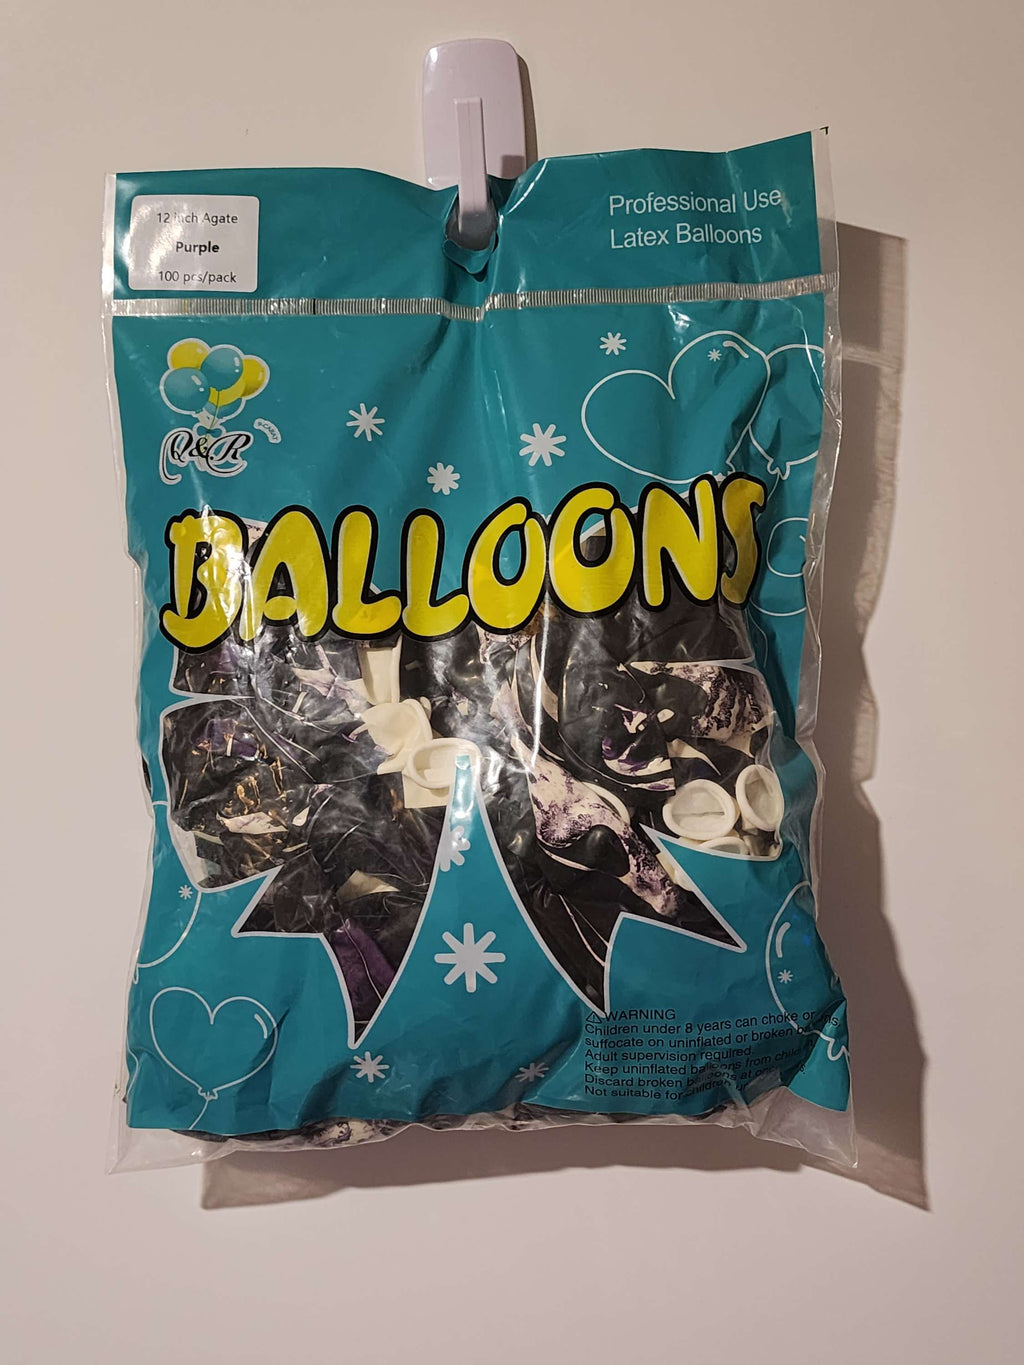 12 inch Agate
Purple
100 pcs/pack
Professional Use
Latex Balloons
Q&R
BALLOONS
WARNING
Children under 8 years can choke or
suffocate on uninflated or broken
Adult supervision required.
Keep uninflated balloons from
Discard broken balloons at
Not suitable for children